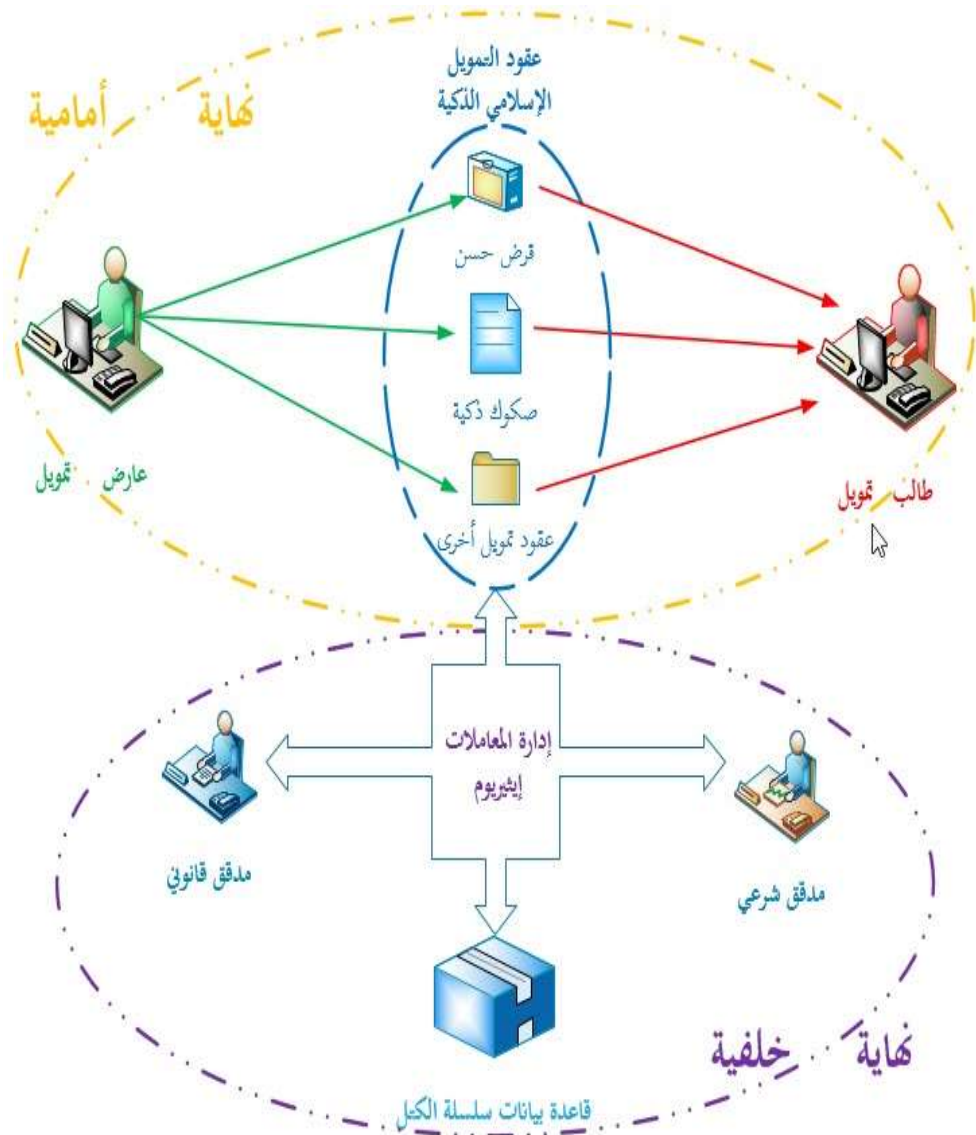 عقود التمويل
الإسلامي الذكية
نهاية أمامية
قرض حسن
صكوك ذكية
عارض تمويل
طالب تمويل
عقود تمويل أخرى
إدارة المعاملات
إيثيريوم
مدقق قانوني
مدقق شرعي
نهاية خلفية
قاعدة بيانات سلسلة الكتل